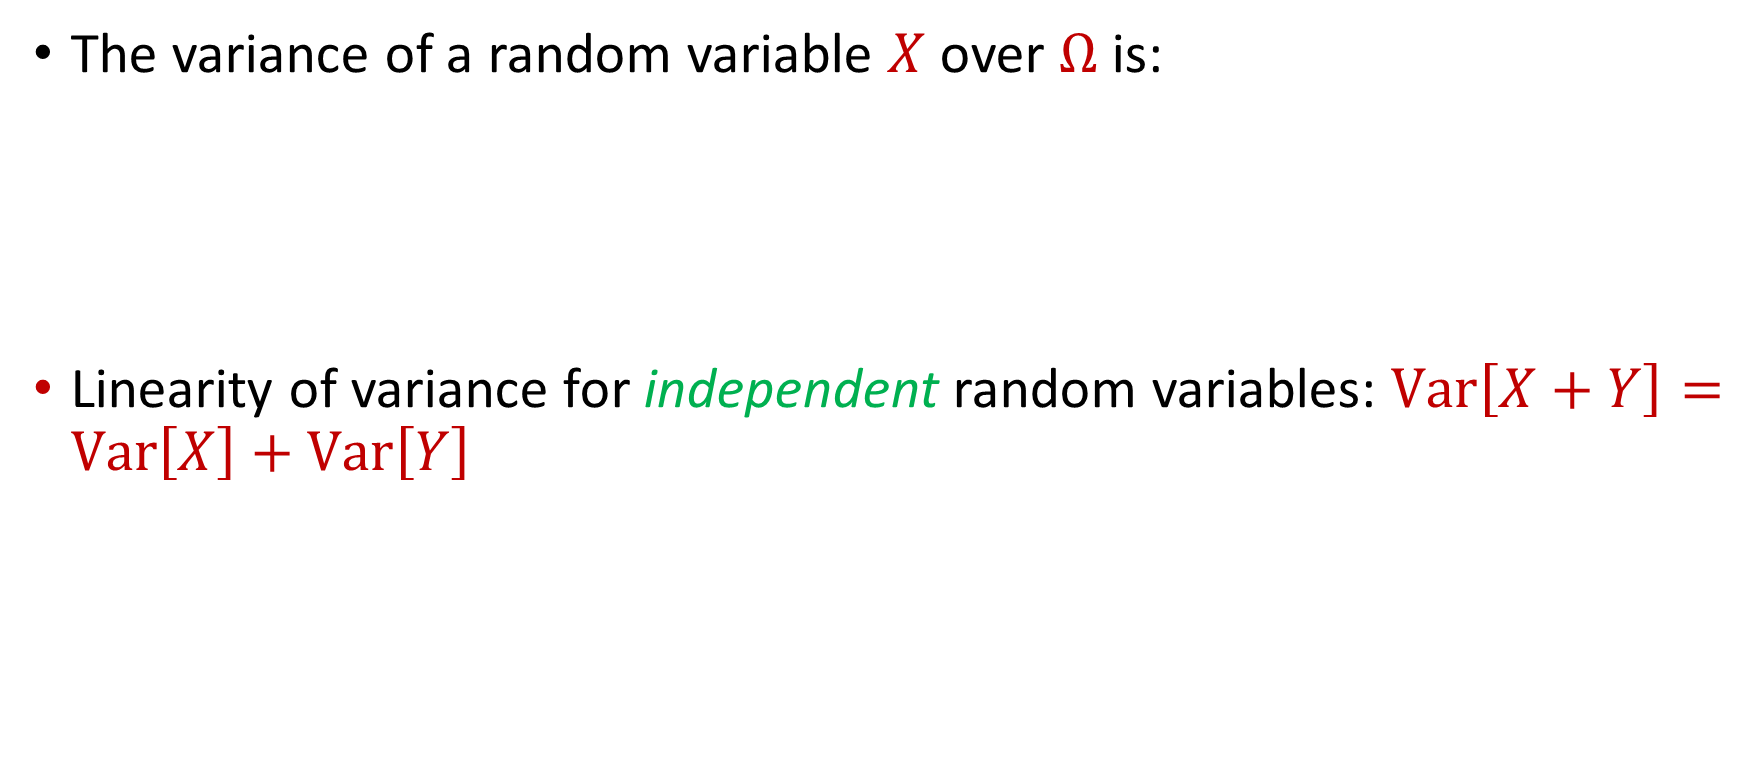 • The variance of a random variable X over Ω is:
• Linearity of variance for independent random variables: Var[X + Y] =
Var[X] + Var[Y]